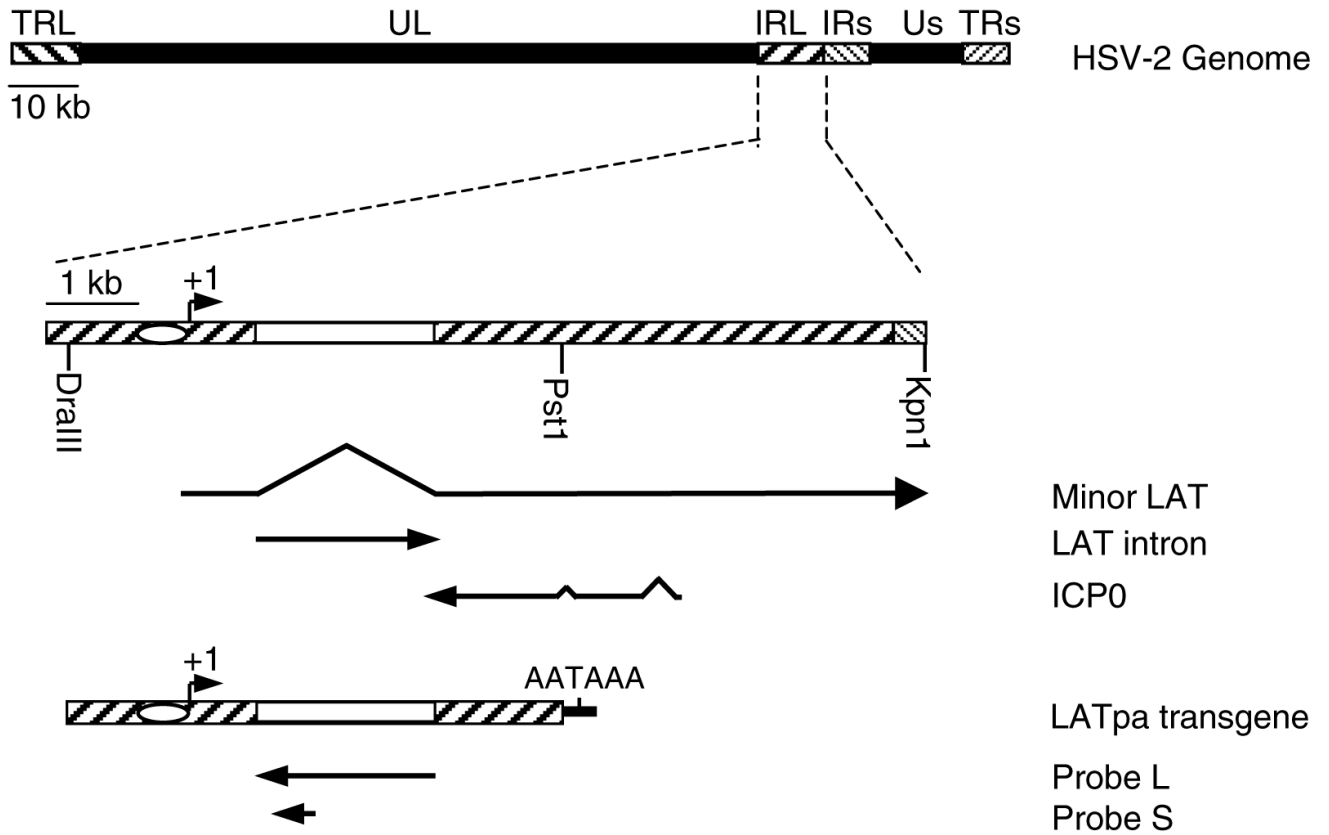 TRL UL IRL IRs Us TRs
HSV-2 Genome
10 kb
1 kb +1
DraIII Pst1 Kpn1
Minor LAT
LAT intron
ICP0
+1 AATAAA
LATpa transgene
Probe L
Probe S